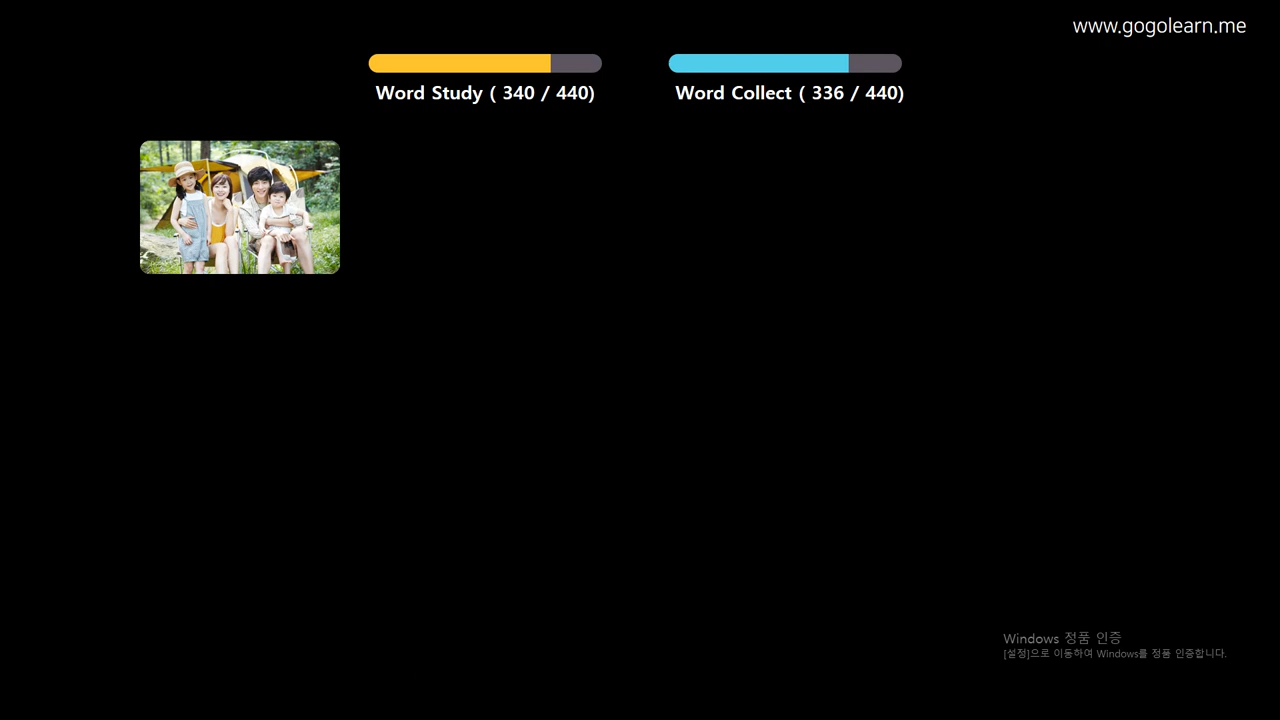 www.gogolearn.me
Word Study ( 340 / 440)
Word Collect ( 336 / 440)
Windows 정품 인증
[설정]으로 이동하여 Windows를 정품 인증합니다.